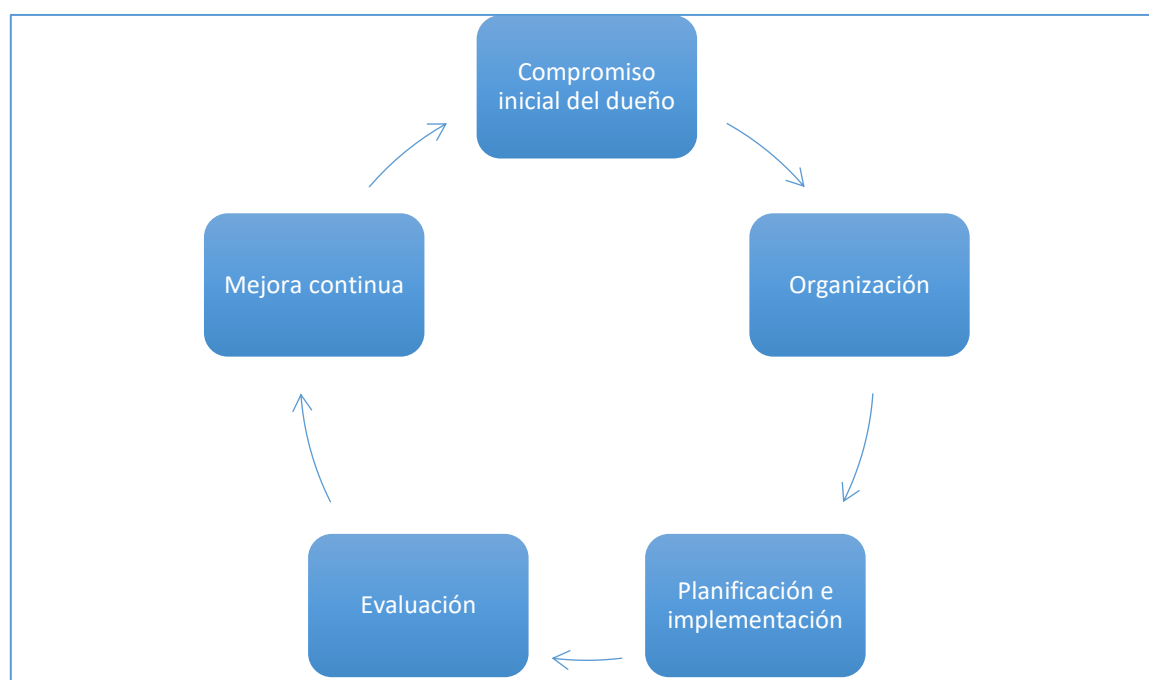 Compromiso
inicial del dueño
Organización
Planificación e
implementación
Evaluación
Mejora continua